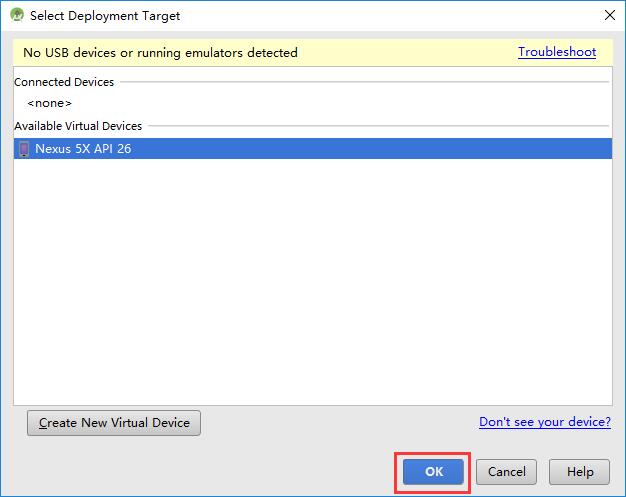 Select Deployment Target
No USB devices or running emulators detected Troubleshoot
Connected Devices
<none>
Available Virtual Devices
Nexus 5X API 26
Create New Virtual Device Don't see your device?
OK Cancel Help